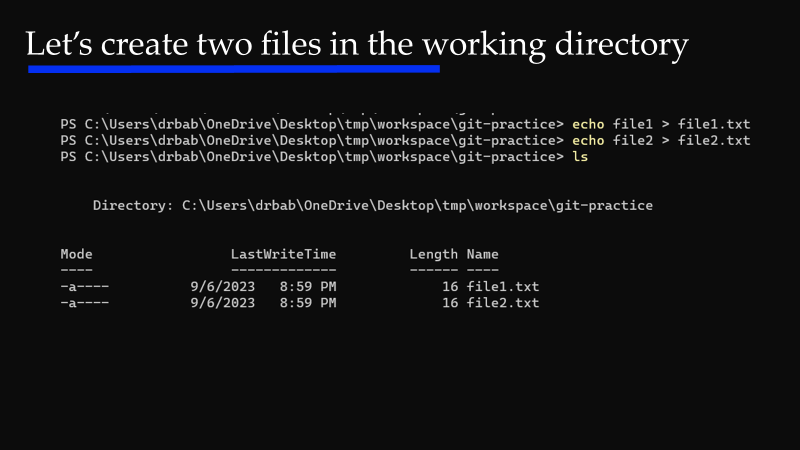 Let’s create two files in the working directory
PS C:\Users\drbab\OneDrive\Desktop\tmp\workspace\git-practice> echo file1 > file1.txt
PS C:\Users\drbab\OneDrive\Desktop\tmp\workspace\git-practice> echo file2 > file2.txt
PS C:\Users\drbab\OneDrive\Desktop\tmp\workspace\git-practice> ls
Directory: C:\Users\drbab\OneDrive\Desktop\tmp\workspace\git-practice
Mode LastWriteTime Length Name
---- ------------- ------ ----
-a---- 9/6/2023 8:59 PM 16 file1.txt
-a---- 9/6/2023 8:59 PM 16 file2.txt